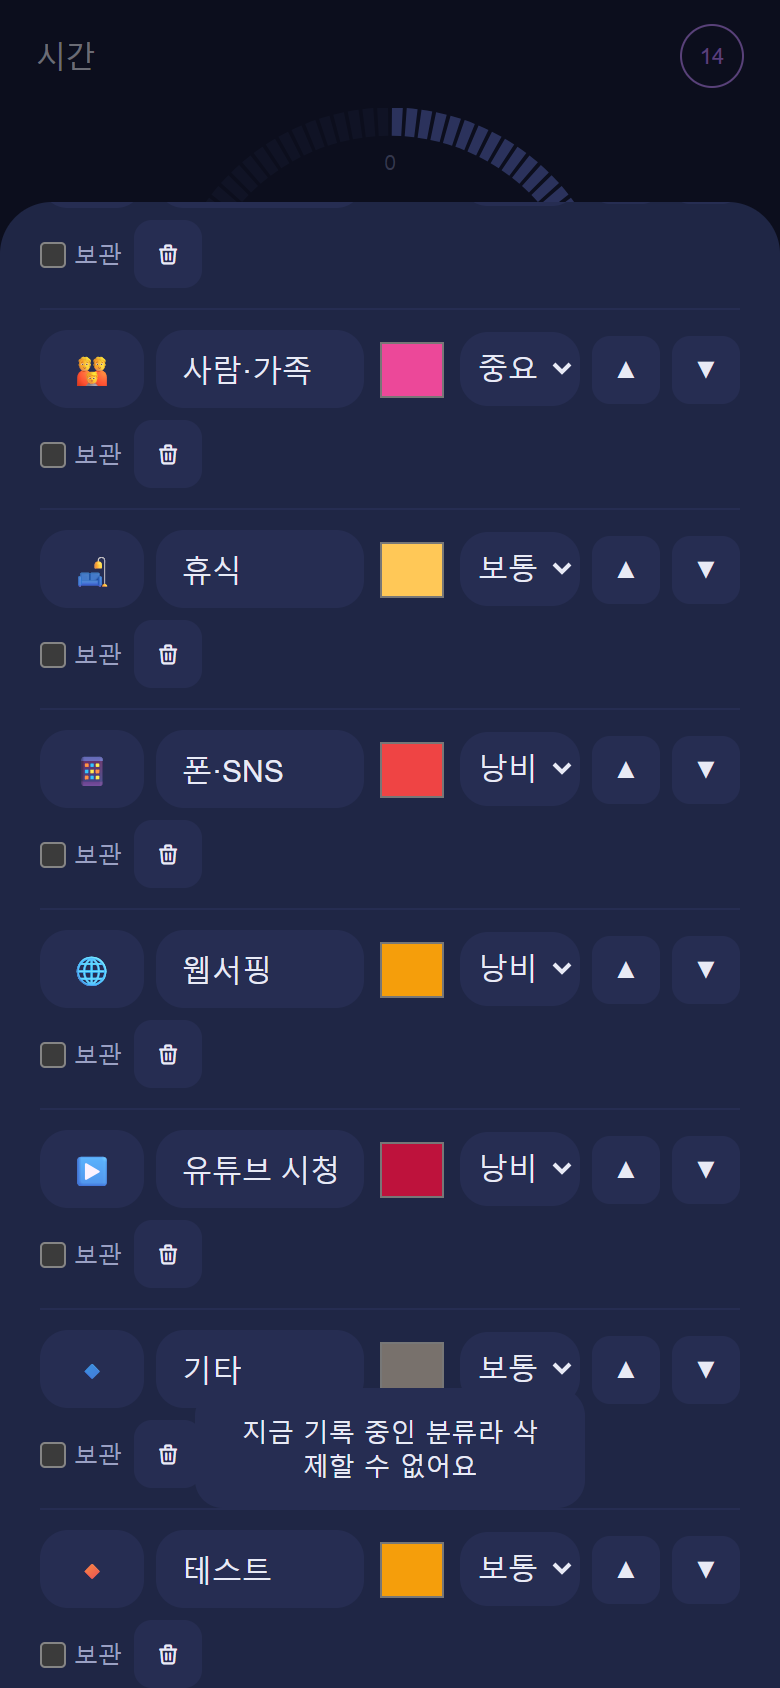 시간
14
0
보관
사람·가족 중요 ▲ ▼
보관
휴식 보통 ▲ ▼
보관
폰·SNS 낭비 ▲ ▼
보관
웹서핑 낭비 ▲ ▼
보관
유튜브 시청 낭비 ▲ ▼
보관
기타 보통 ▲ ▼
지금 기록 중인 분류라 삭
제할 수 없어요
보관
테스트 보통 ▲ ▼
보관